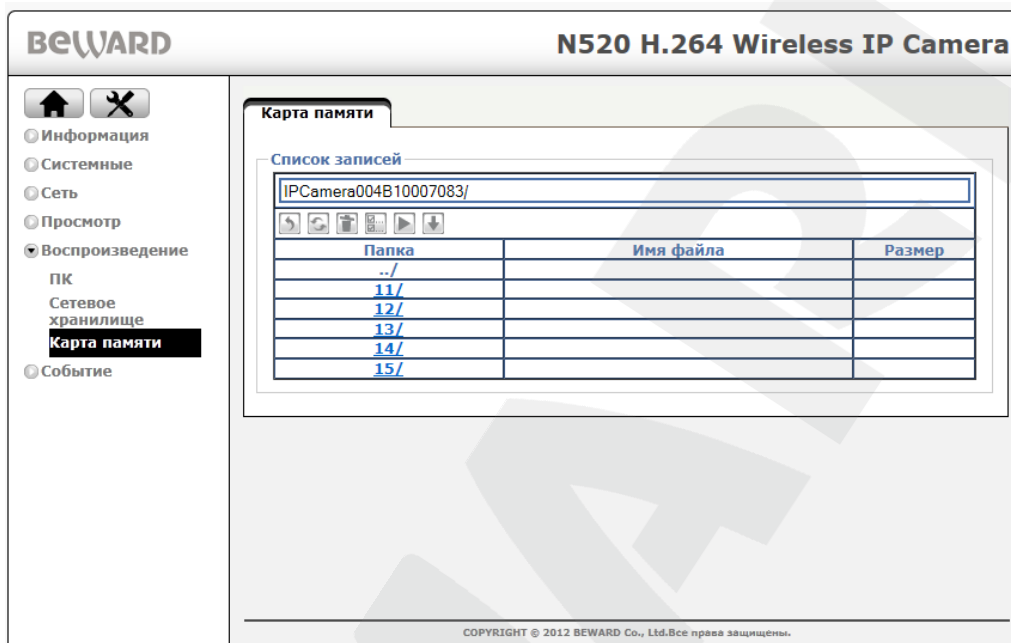 BEWARD
N520 H.264 Wireless IP Camera
Информация
Системные
Сеть
Просмотр
Воспроизведение
ПК
Сетевое
хранилище
Карта памяти
Событие
Карта памяти
Список записей
IPCamera004B10007083/
Папка Имя файла Размер
../
11/
12/
13/
14/
15/
COPYRIGHT © 2012 BEWARD Co., Ltd.Все права защищены.